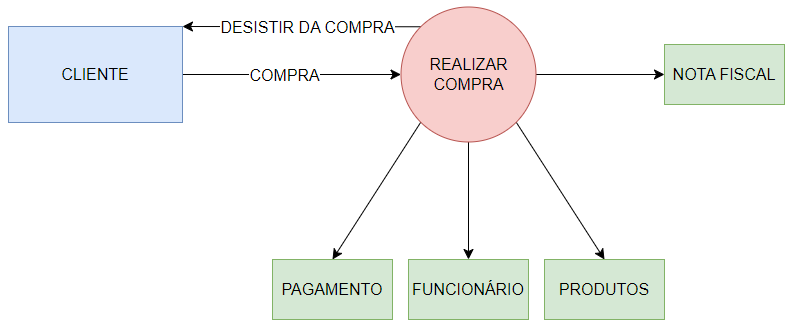 DESISTIR DA COMPRA
CLIENTE
COMPRA
REALIZAR
COMPRA
NOTA FISCAL
PAGAMENTO
FUNCIONÁRIO
PRODUTOS